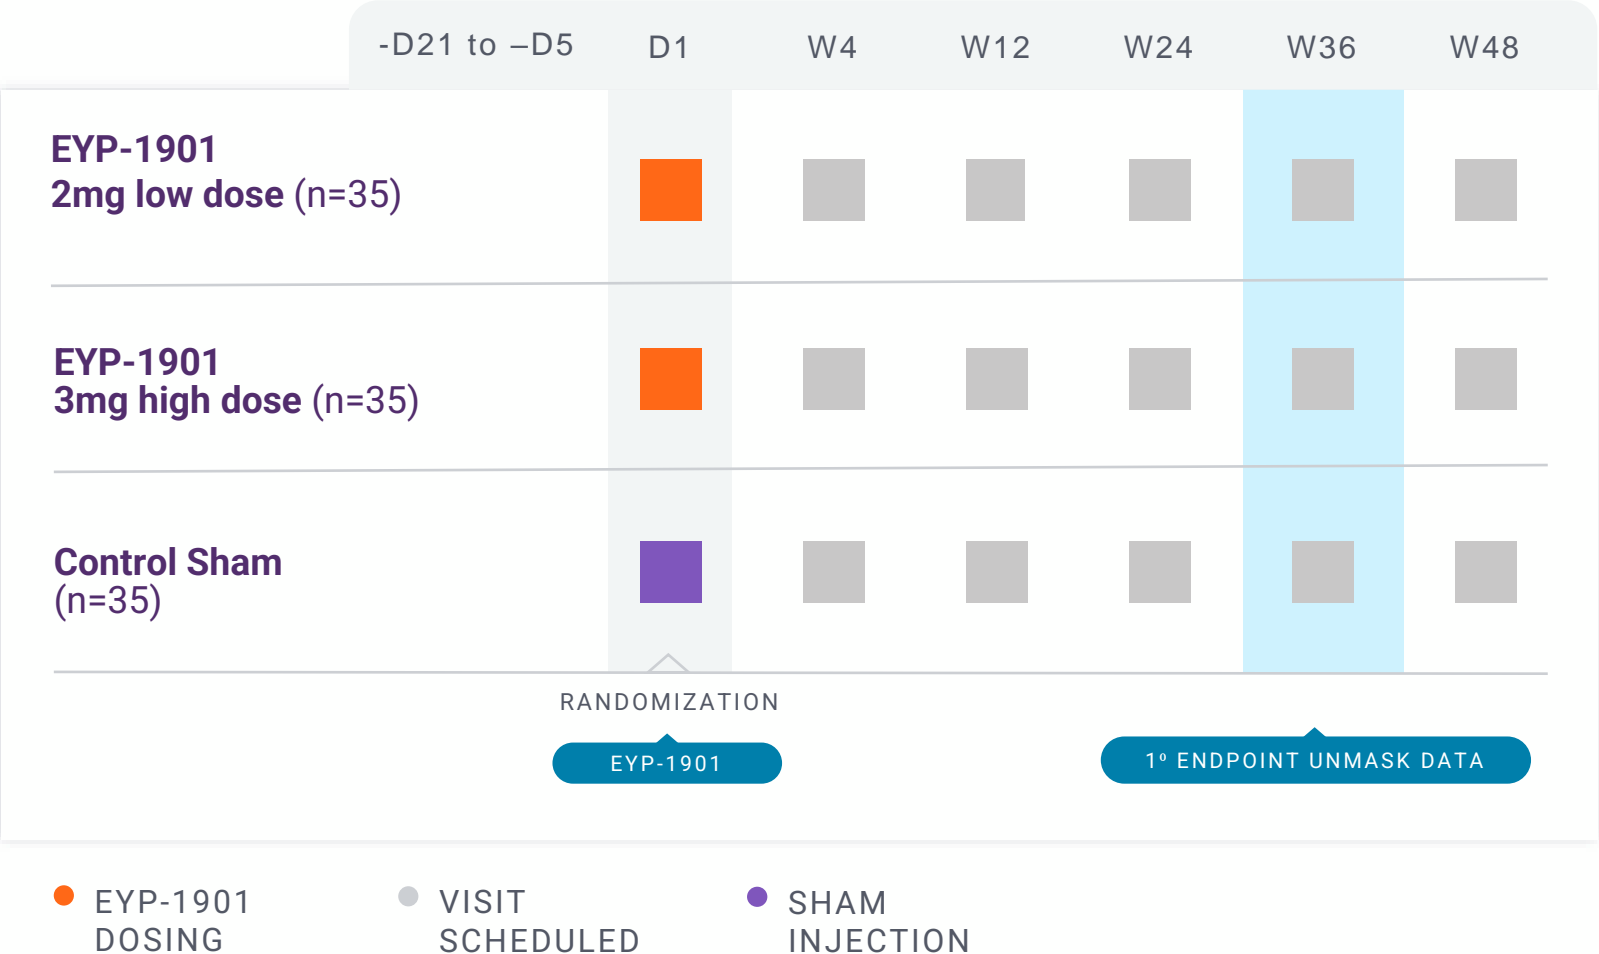 -D21 to –D5 D1 W4 W12 W24 W36 W48
EYP-1901
2mg low dose (n=35)
EYP-1901
3mg high dose (n=35)
Control Sham
(n=35)
RANDOMIZATION
EYP-1901
1º ENDPOINT UNMASK DATA
EYP-1901
DOSING
VISIT
SCHEDULED
SHAM
INJECTION